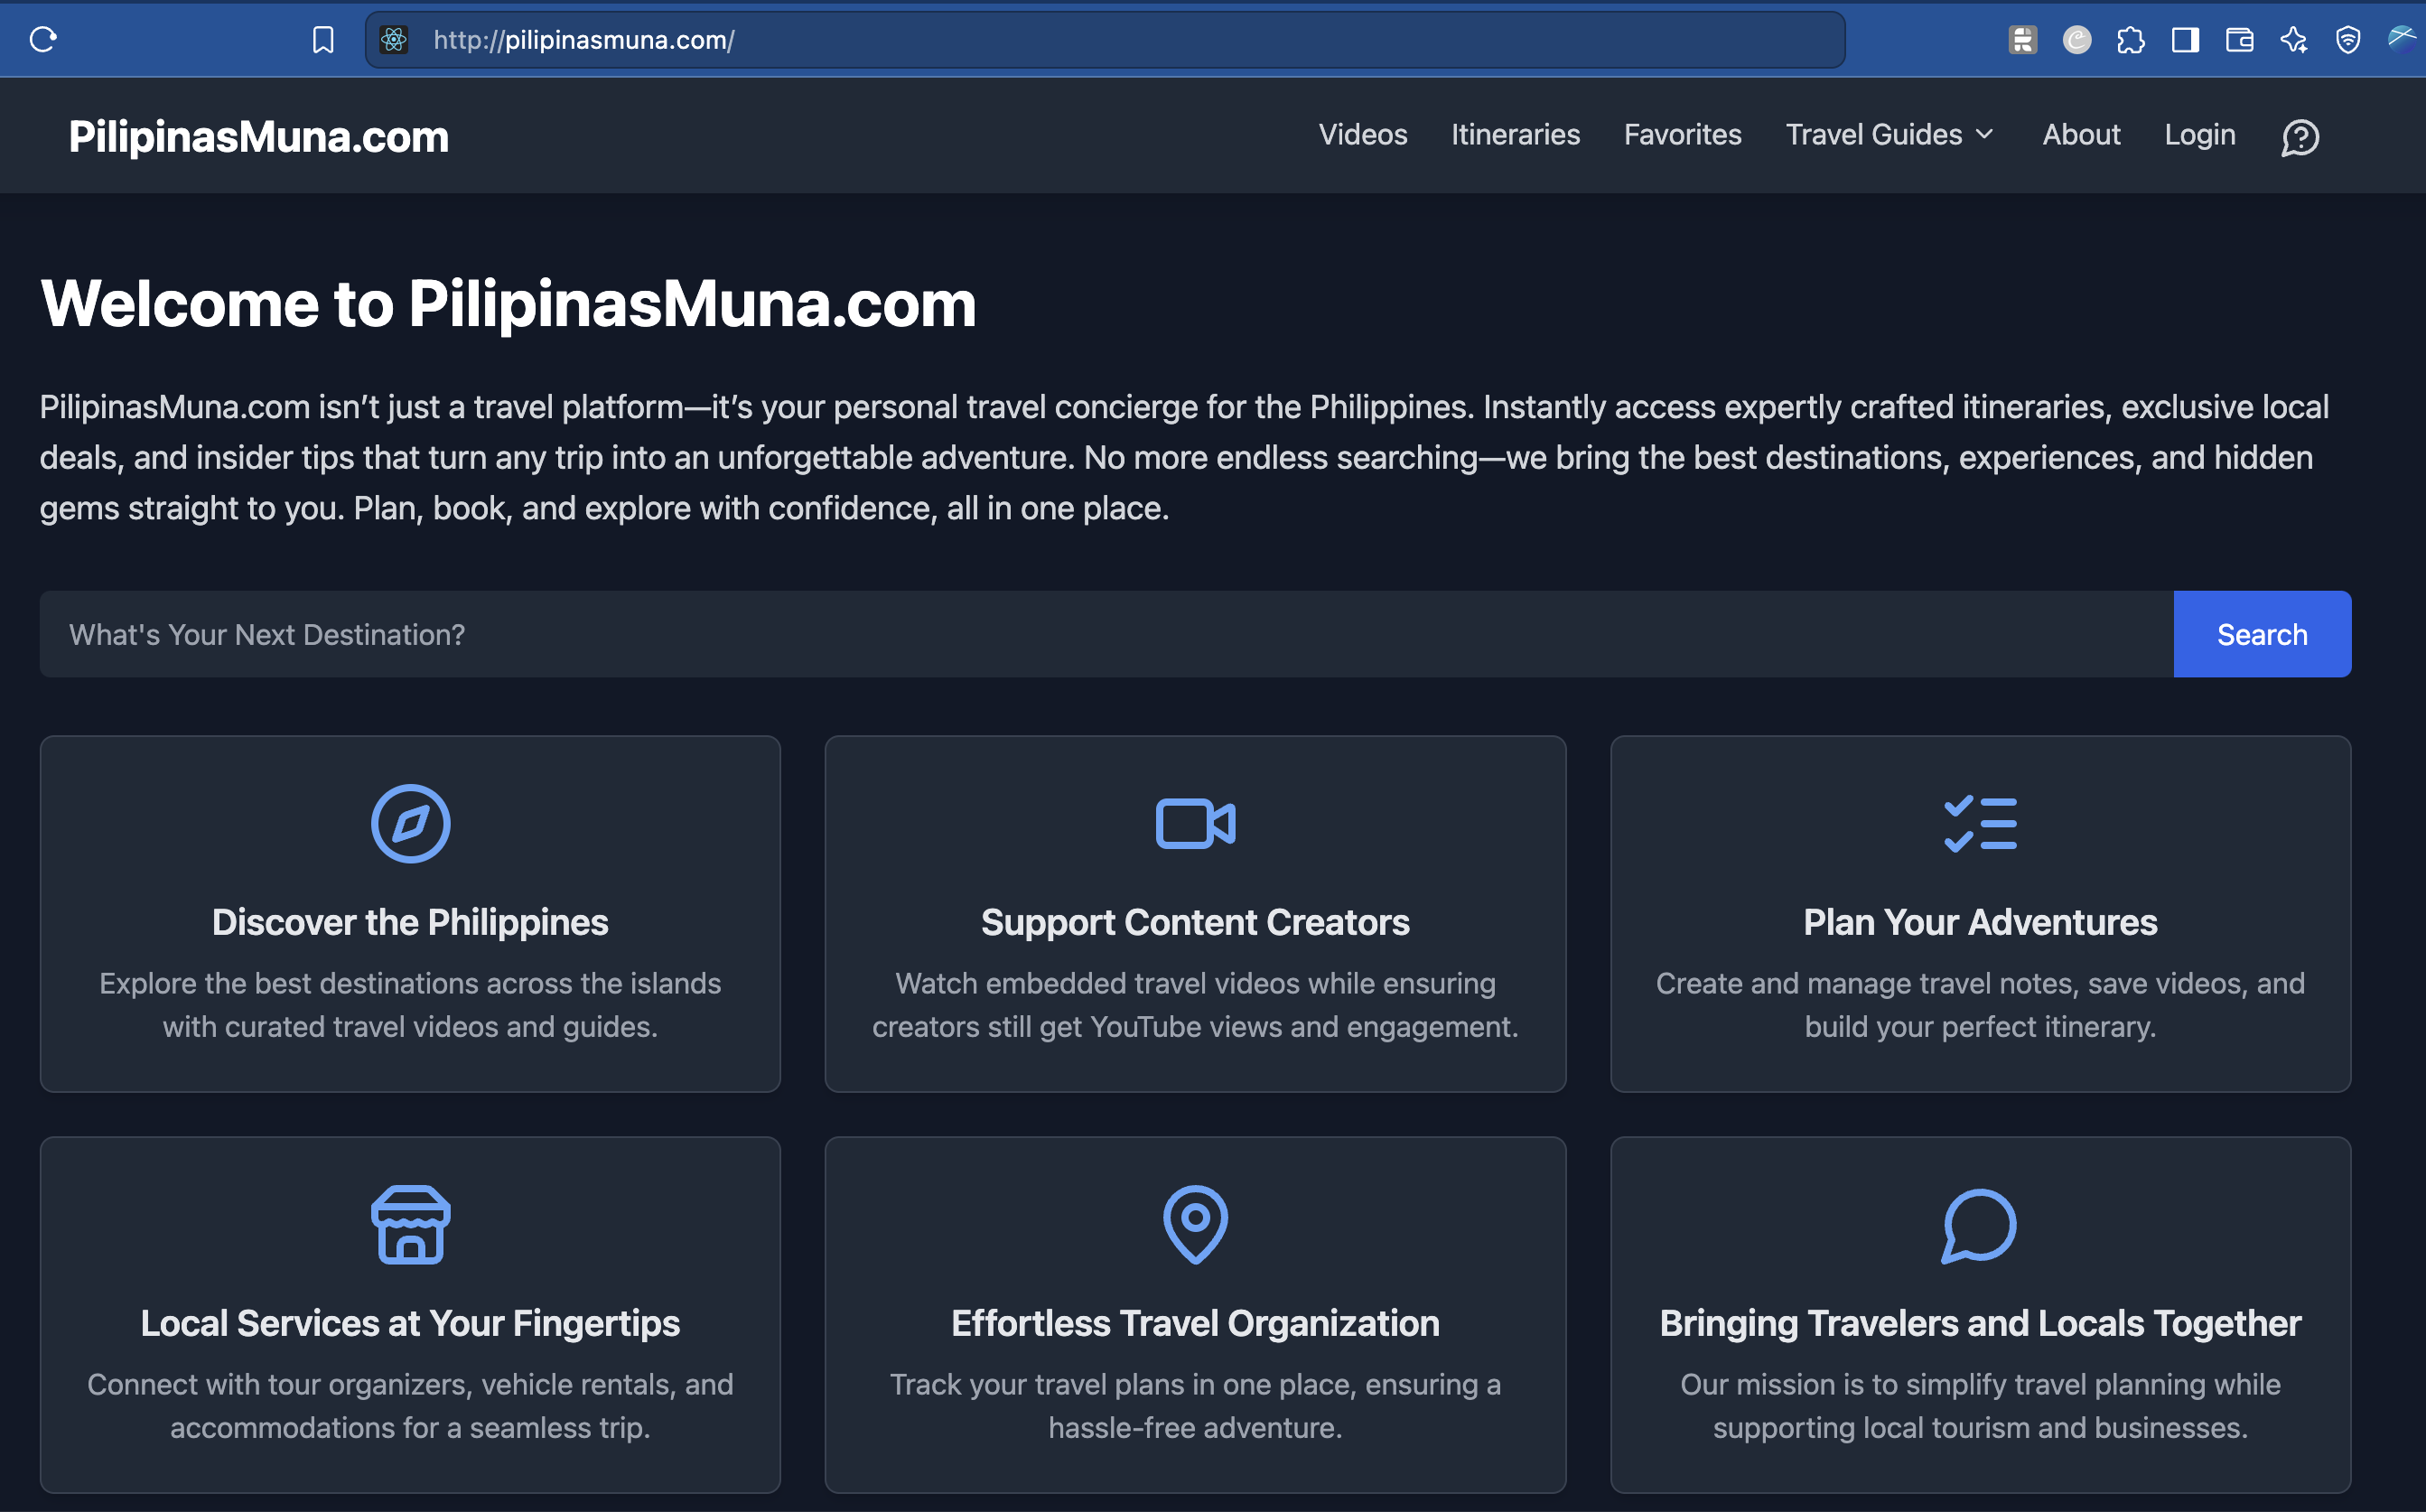 http://pilipinasmuna.com/
PilipinasMuna.com
Videos
Itineraries
Favorites
Travel Guides
About
Login
Welcome to PilipinasMuna.com
PilipinasMuna.com isn’t just a travel platform—it’s your personal travel concierge for the Philippines. Instantly access expertly crafted itineraries, exclusive local
deals, and insider tips that turn any trip into an unforgettable adventure. No more endless searching—we bring the best destinations, experiences, and hidden
gems straight to you. Plan, book, and explore with confidence, all in one place.
What's Your Next Destination?
Search
Discover the Philippines
Explore the best destinations across the islands
with curated travel videos and guides.
Support Content Creators
Watch embedded travel videos while ensuring
creators still get YouTube views and engagement.
Plan Your Adventures
Create and manage travel notes, save videos, and
build your perfect itinerary.
Local Services at Your Fingertips
Connect with tour organizers, vehicle rentals, and
accommodations for a seamless trip.
Effortless Travel Organization
Track your travel plans in one place, ensuring a
hassle-free adventure.
Bringing Travelers and Locals Together
Our mission is to simplify travel planning while
supporting local tourism and businesses.